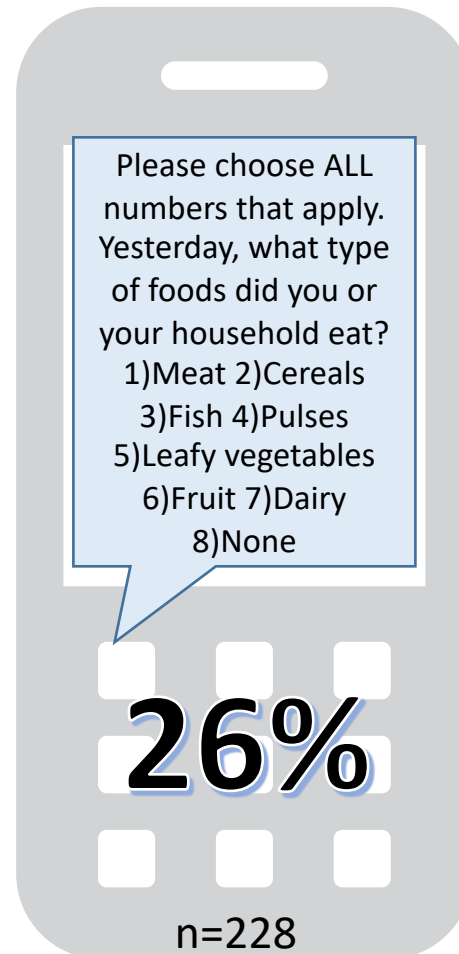 Please choose ALL
numbers that apply.
Yesterday, what type
of foods did you or
your household eat?
1)Meat 2)Cereals
3)Fish 4)Pulses
5)Leafy vegetables
6)Fruit 7)Dairy
8)None
26%
n=228